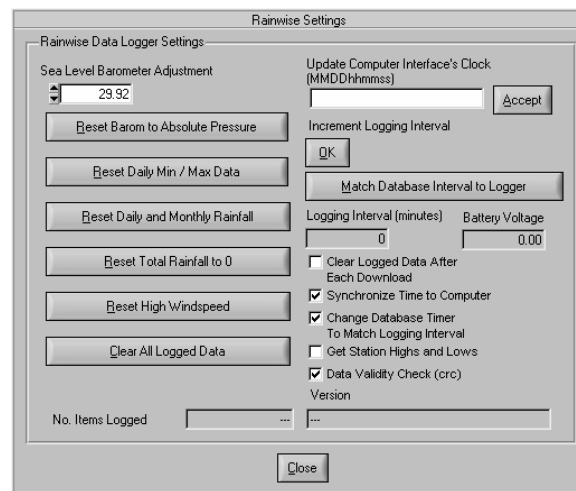 Rainwise Settings
Rainwise Data Logger Settings
Sea Level Barometer Adjustment
29.92
Reset Barom to Absolute Pressure
Reset Daily Min / Max Data
Reset Daily and Monthly Rainfall
Reset Total Rainfall to 0
Reset High Windspeed
Clear All Logged Data
Update Computer Interface's Clock
(MMDDhhmmss)
Accept
Increment Logging Interval
OK
Match Database Interval to Logger
Logging Interval (minutes) Battery Voltage
0 0.00
Clear Logged Data After
Each Download
Synchronize Time to Computer
Change Database Timer
To Match Logging Interval
Get Station Highs and Lows
Data Validity Check (crc)
Version
No. Items Logged --- ---
Close